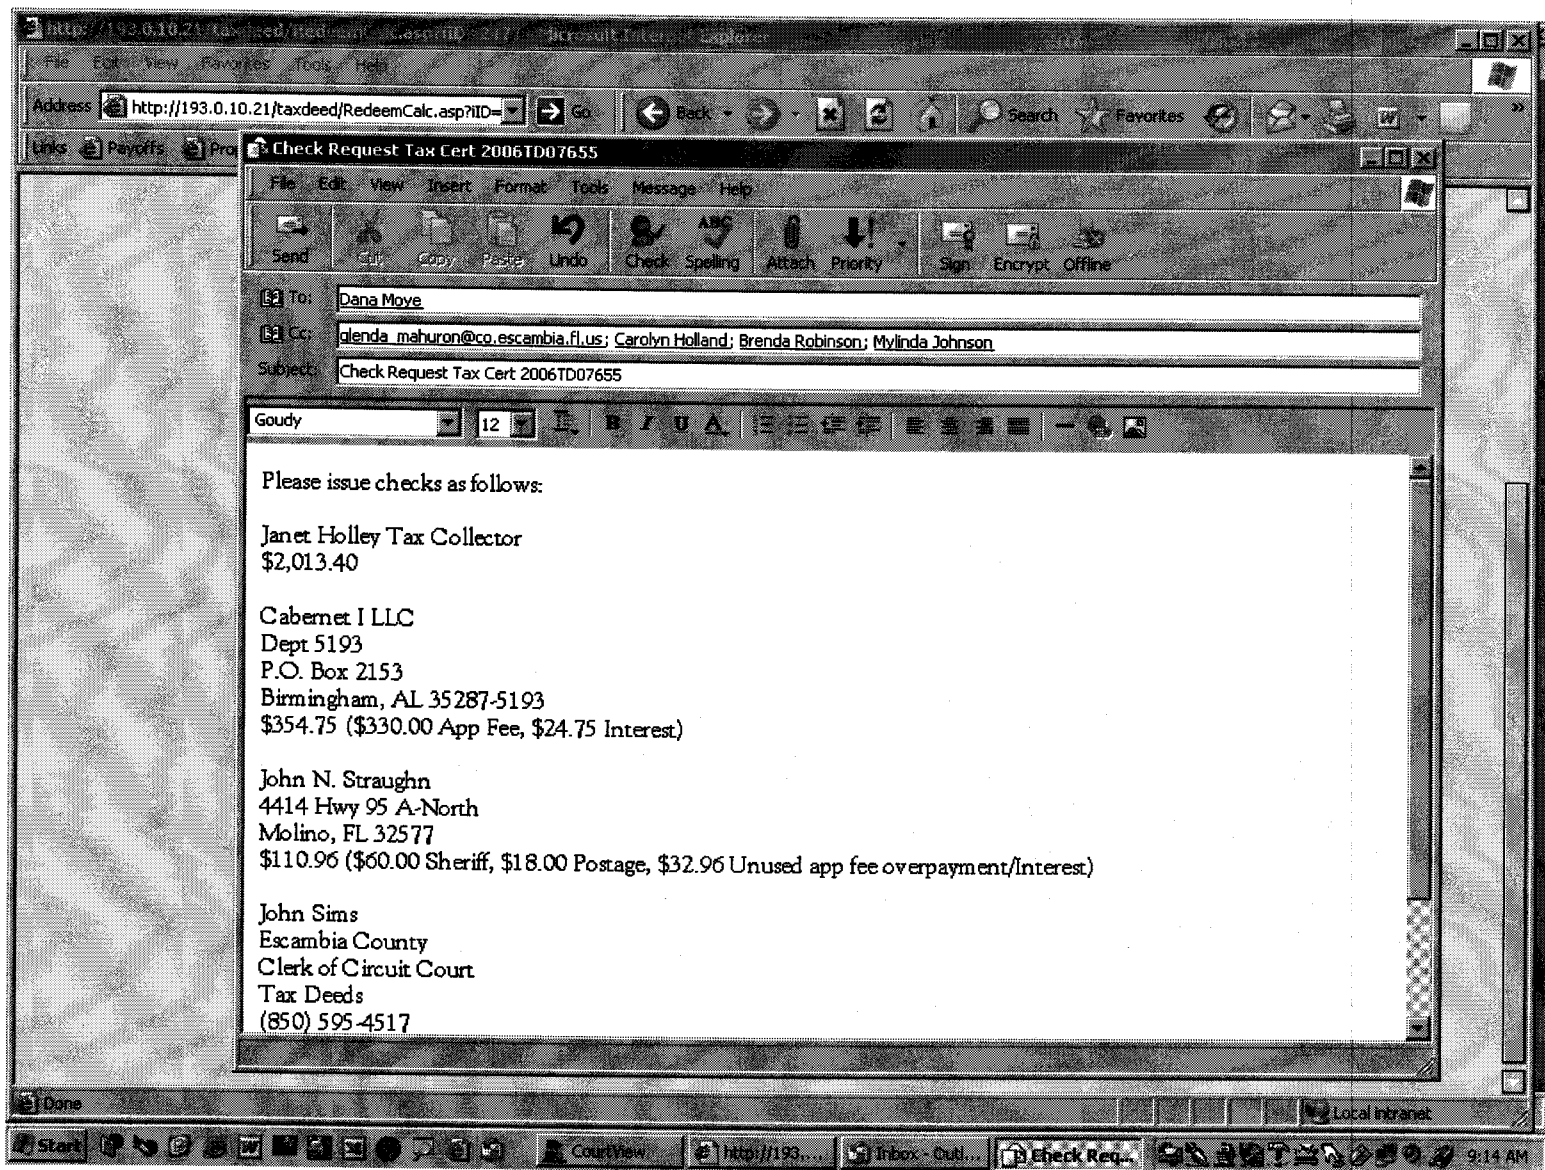 File Edit View Favorites Tools Help
Address http://193.0.10.21/taxdeed/RedeemCalc.asp?iID= Go Back Search Favorites
Links Payoffs
Check Request Tax Cert 2006TD07655
File Edit View Insert Format Tools Message Help
Send Cut Copy Paste Undo Check Spelling Attach Priority Sign Encrypt Offline
To: Dana Moye
Cc: glenda_mahuron@co.escambia.fl.us; Carolyn Holland; Brenda Robinson; Mylinda Johnson
Subject: Check Request Tax Cert 2006TD07655
Goudy 12 B I U A
Please issue checks as follows:
Janet Holley Tax Collector
$2,013.40
Cabernet I LLC
Dept 5193
P.O. Box 2153
Birmingham, AL 35287-5193
$354.75 ($330.00 App Fee, $24.75 Interest)
John N. Straughn
4414 Hwy 95 A-North
Molino, FL 32577
$110.96 ($60.00 Sheriff, $18.00 Postage, $32.96 Unused app fee overpayment/Interest)
John Sims
Escambia County
Clerk of Circuit Court
Tax Deeds
(850) 595-4517
Done Local intranet
Start CourtView http://193.... Inbox - Outl... Check Req... 9:14 AM